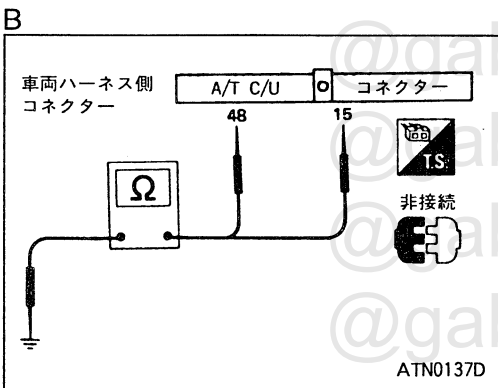 B
車両ハーネス側
コネクター
A/T C/U
コネクター
48
15
Ω
T.S.
非接続
@gal
@gal
@gal
@gal
ATN0137D